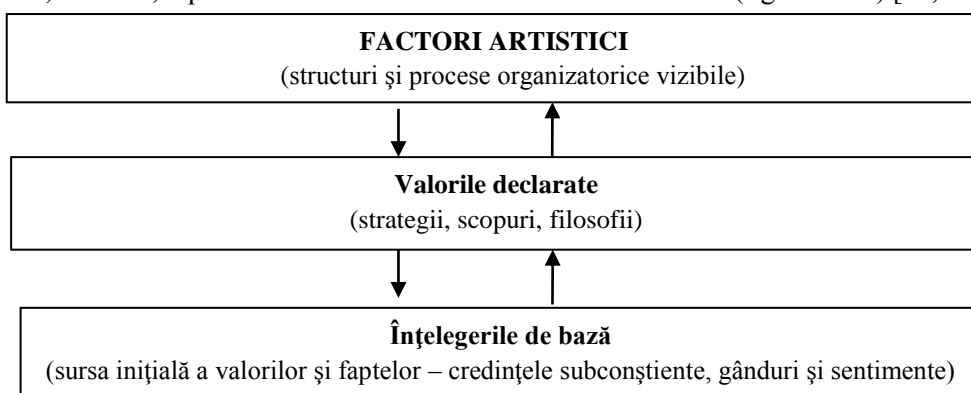 FACTORI ARTISTICI
(structuri şi procese organizatorice vizibile)
Valorile declarate
(strategii, scopuri, filosofii)
Înţelegerile de bază
(sursa iniţială a valorilor şi faptelor – credinţele subconştiente, gânduri şi sentimente)